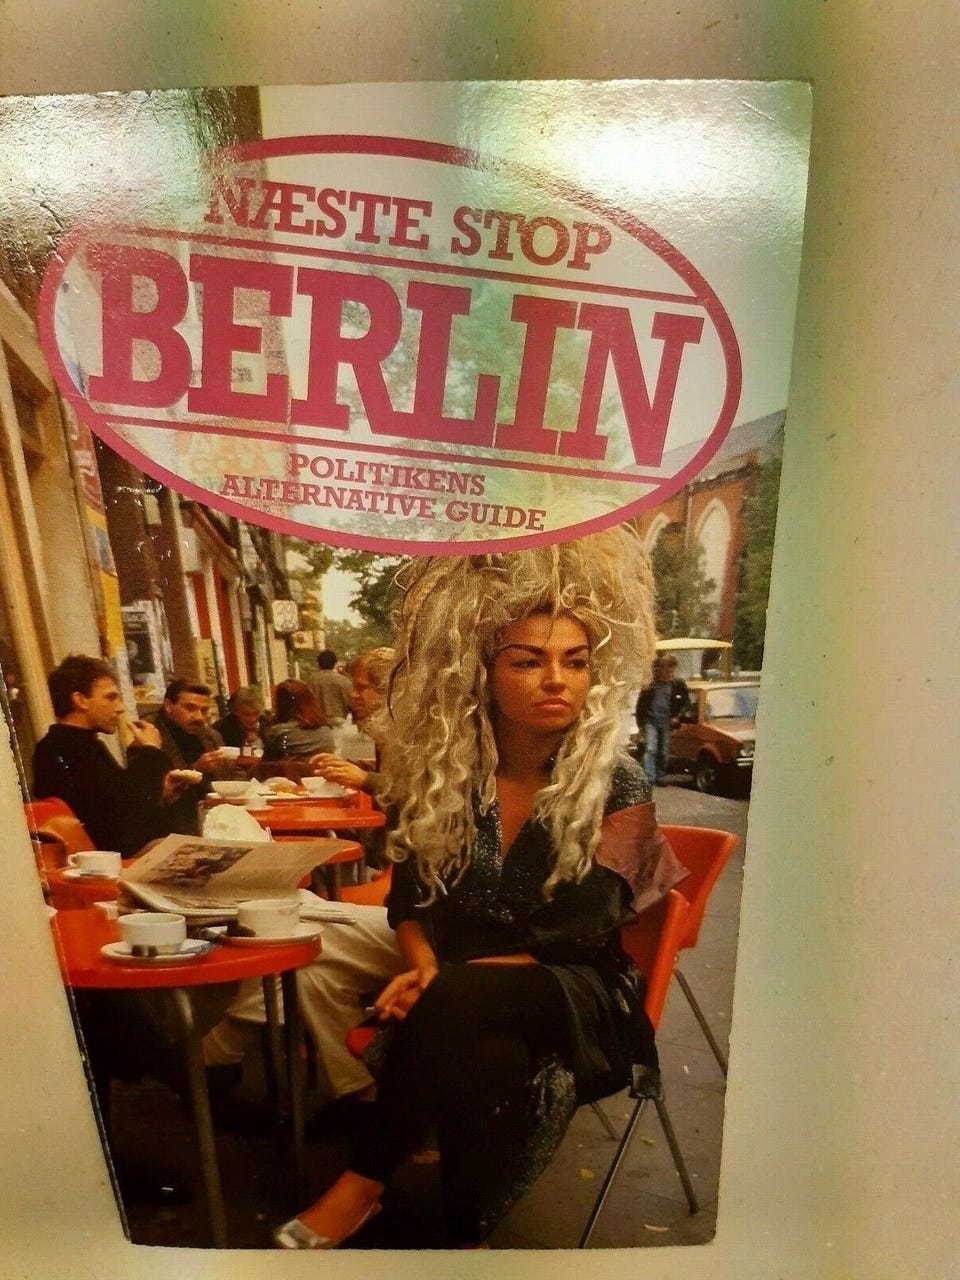 NÆSTE STOP
BERLIN
POLITIKENS
ALTERNATIVE GUIDE